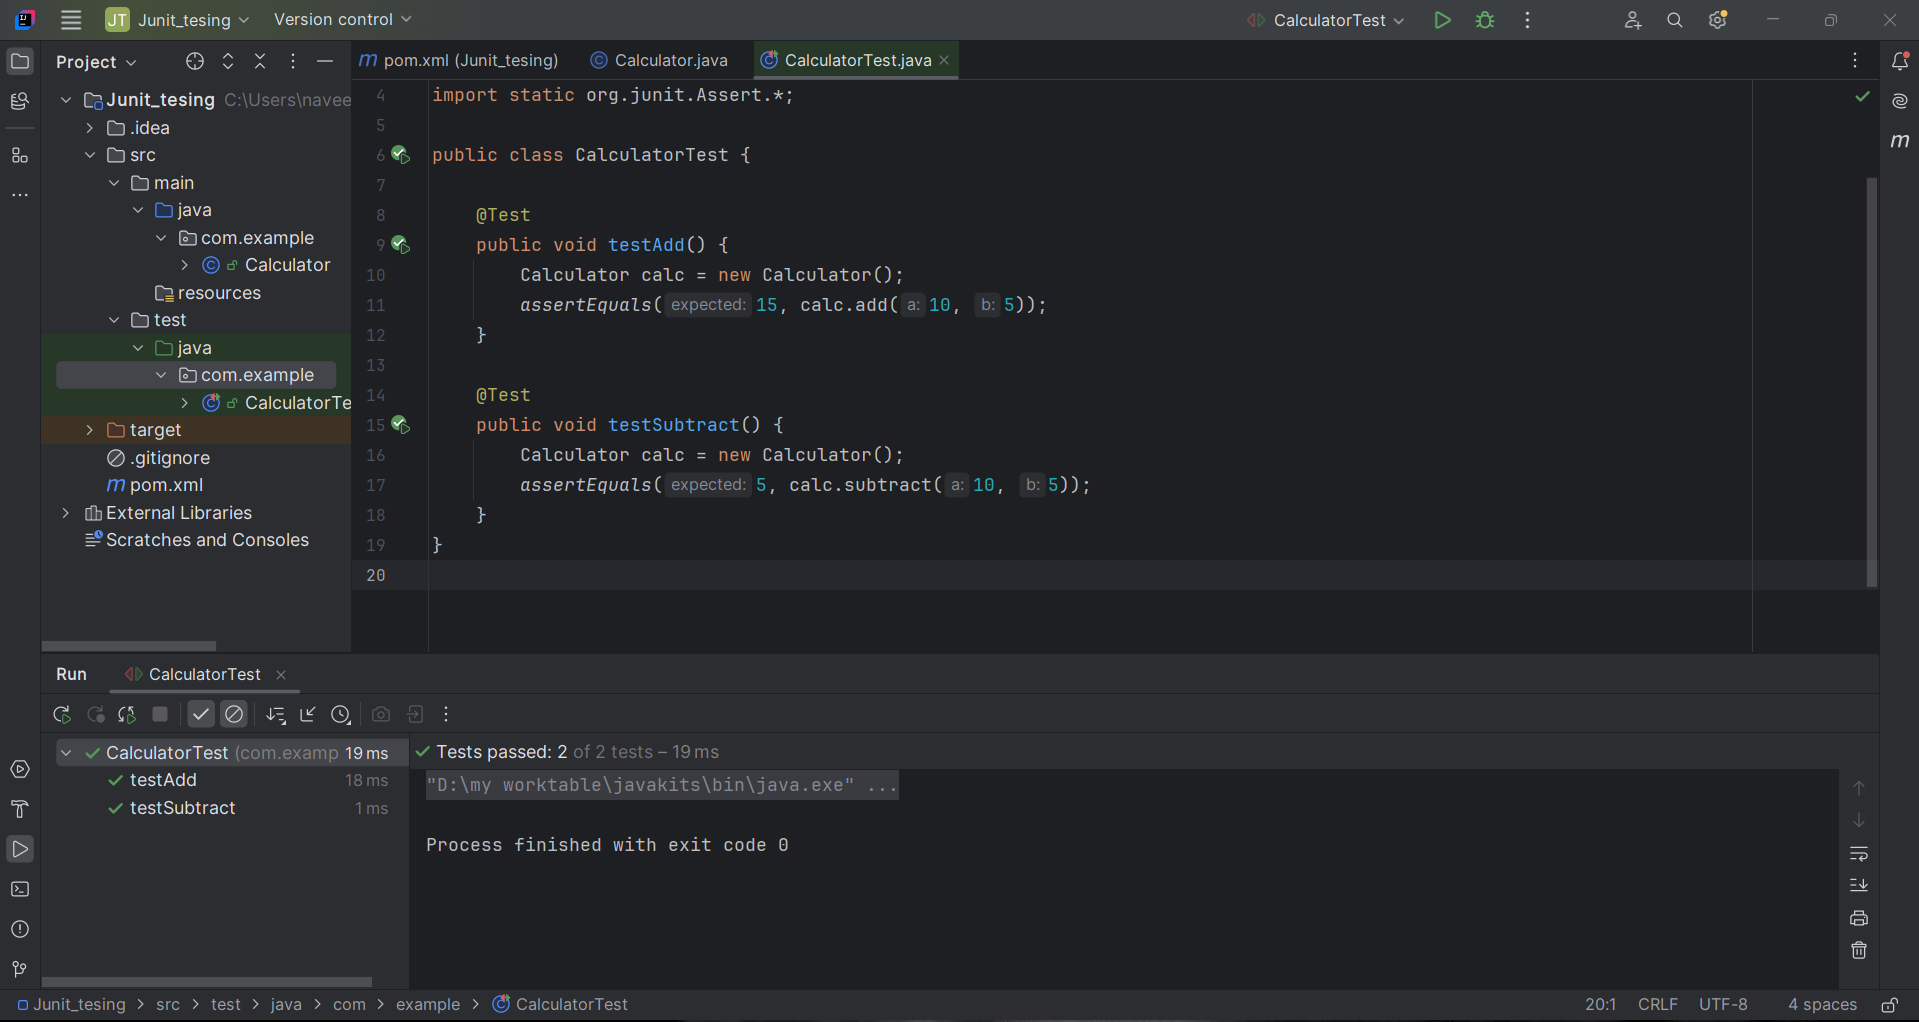 JT Junit_tesing Version control CalculatorTest
Project
pom.xml (Junit_tesing) Calculator.java CalculatorTest.java
Junit_tesing C:\Users\navee
.idea
src
main
java
com.example
Calculator
resources
test
java
com.example
CalculatorTe
target
.gitignore
pom.xml
External Libraries
Scratches and Consoles
4 import static org.junit.Assert.*;
5
6 public class CalculatorTest {
7
8 @Test
9 public void testAdd() {
10 Calculator calc = new Calculator();
11 assertEquals( expected: 15, calc.add( a: 10, b: 5));
12 }
13
14 @Test
15 public void testSubtract() {
16 Calculator calc = new Calculator();
17 assertEquals( expected: 5, calc.subtract( a: 10, b: 5));
18 }
19 }
20
Run CalculatorTest
CalculatorTest (com.examp 19 ms
testAdd 18 ms
testSubtract 1 ms
Tests passed: 2 of 2 tests – 19 ms
"D:\my worktable\javakits\bin\java.exe" ...
Process finished with exit code 0
Junit_tesing > src > test > java > com > example > CalculatorTest
20:1 CRLF UTF-8 4 spaces